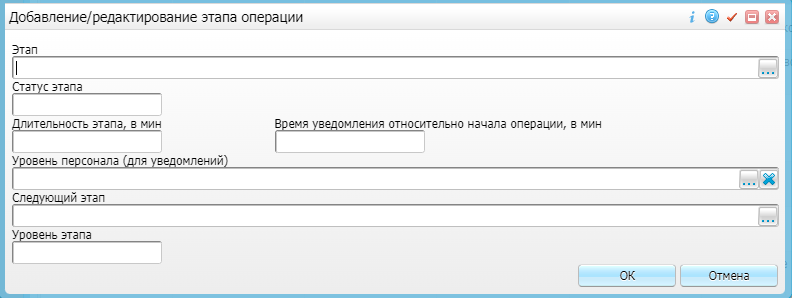 Добавление/редактирование этапа операции
Этап
...
Статус этапа
Длительность этапа, в мин Время уведомления относительно начала операции, в мин
Уровень персонала (для уведомлений)
...
Следующий этап
...
Уровень этапа
ОК Отмена